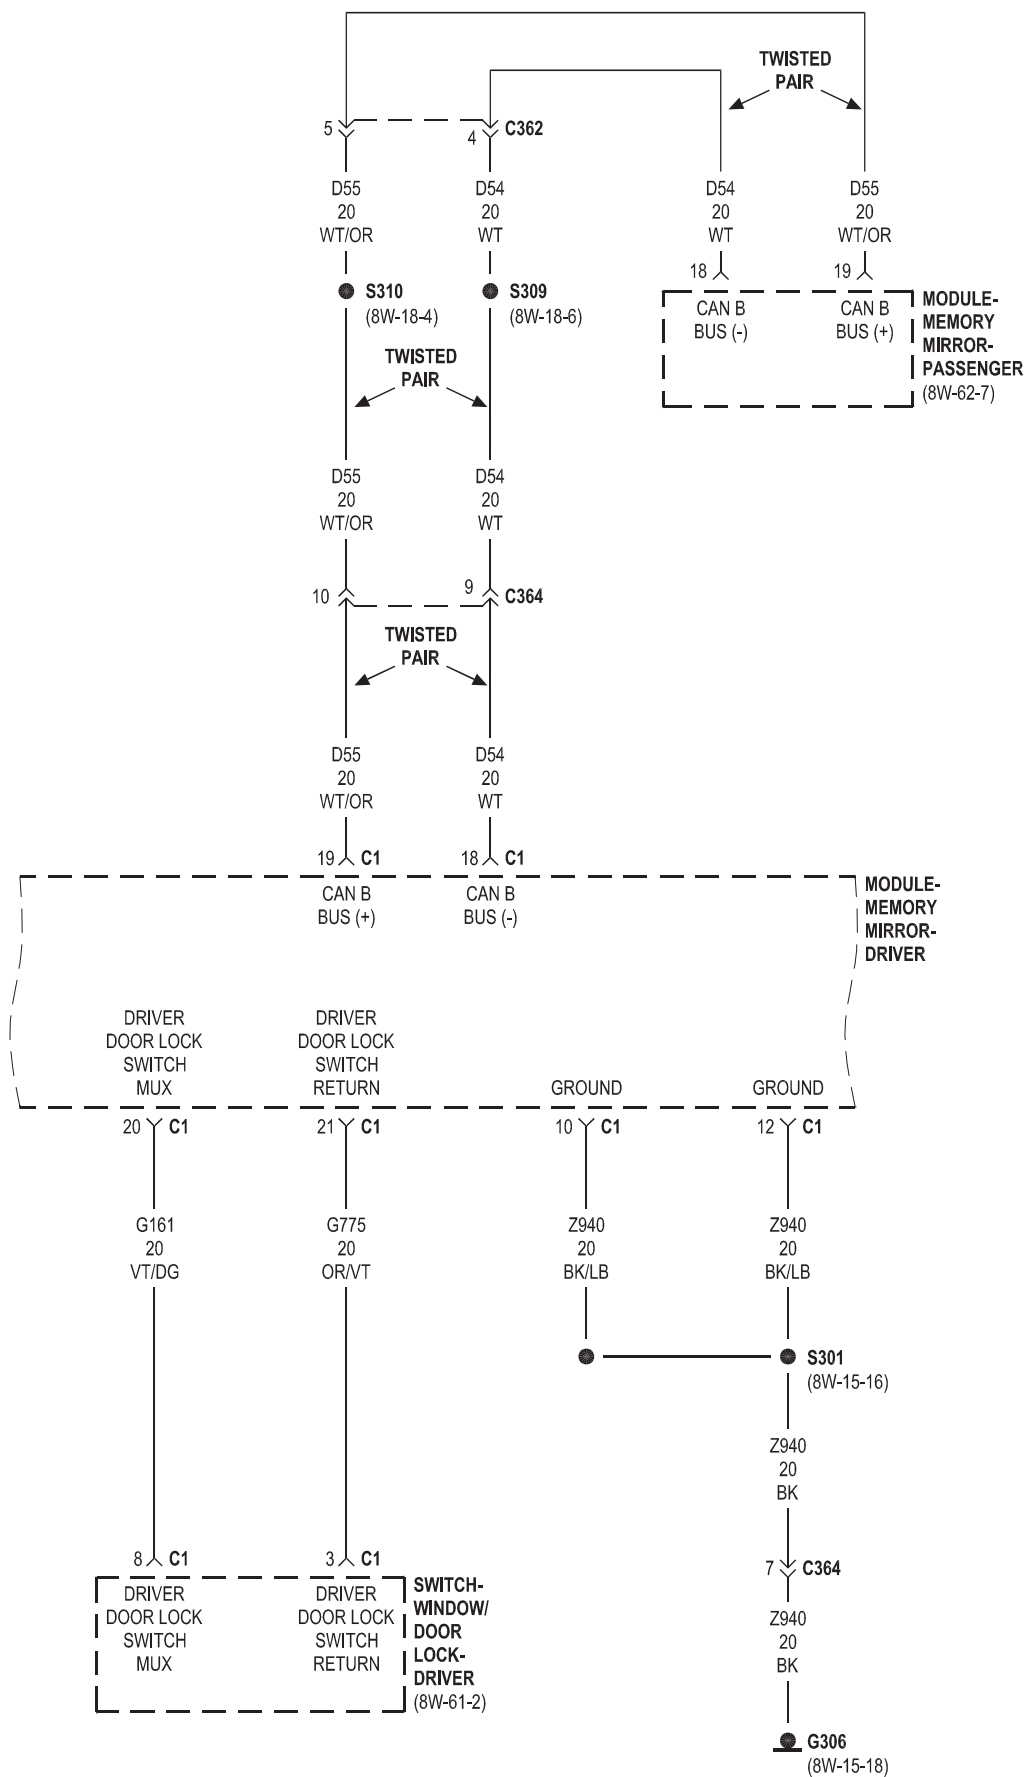 TWISTED
PAIR
5
4
C362
D55
20
WT/OR
D54
20
WT
D54
20
WT
D55
20
WT/OR
S310
(8W-18-4)
S309
(8W-18-6)
18
19
CAN B
BUS (-)
CAN B
BUS (+)
MODULE-
MEMORY
MIRROR-
PASSENGER
(8W-62-7)
TWISTED
PAIR
D55
20
WT/OR
D54
20
WT
10
9
C364
TWISTED
PAIR
D55
20
WT/OR
D54
20
WT
19 C1
18 C1
CAN B
BUS (+)
CAN B
BUS (-)
MODULE-
MEMORY
MIRROR-
DRIVER
DRIVER
DOOR LOCK
SWITCH
MUX
DRIVER
DOOR LOCK
SWITCH
RETURN
GROUND
GROUND
20 C1
21 C1
10 C1
12 C1
G161
20
VT/DG
G775
20
OR/VT
Z940
20
BK/LB
Z940
20
BK/LB
S301
(8W-15-16)
Z940
20
BK
8 C1
3 C1
7
C364
DRIVER
DOOR LOCK
SWITCH
MUX
DRIVER
DOOR LOCK
SWITCH
RETURN
SWITCH-
WINDOW/
DOOR
LOCK-
DRIVER
(8W-61-2)
Z940
20
BK
G306
(8W-15-18)